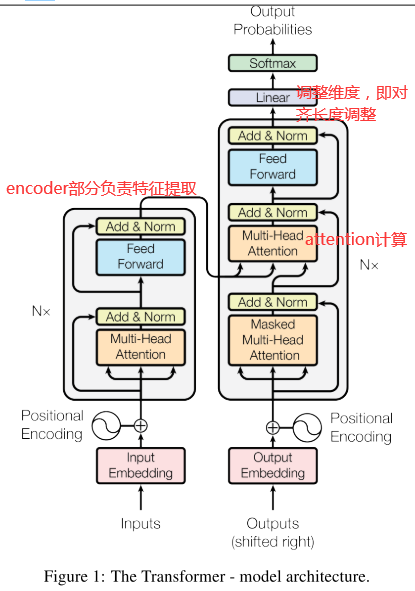 Output
Probabilities
Softmax
Linear
调整维度，即对
齐长度调整
Add & Norm
Feed
Forward
encoder部分负责特征提取
Add & Norm
Multi-Head
Attention
attention计算
N×
Add & Norm
Feed
Forward
N×
Add & Norm
Multi-Head
Attention
Add & Norm
Masked
Multi-Head
Attention
Positional
Encoding
Positional
Encoding
Input
Embedding
Output
Embedding
Inputs
Outputs
(shifted right)
Figure 1: The Transformer - model architecture.